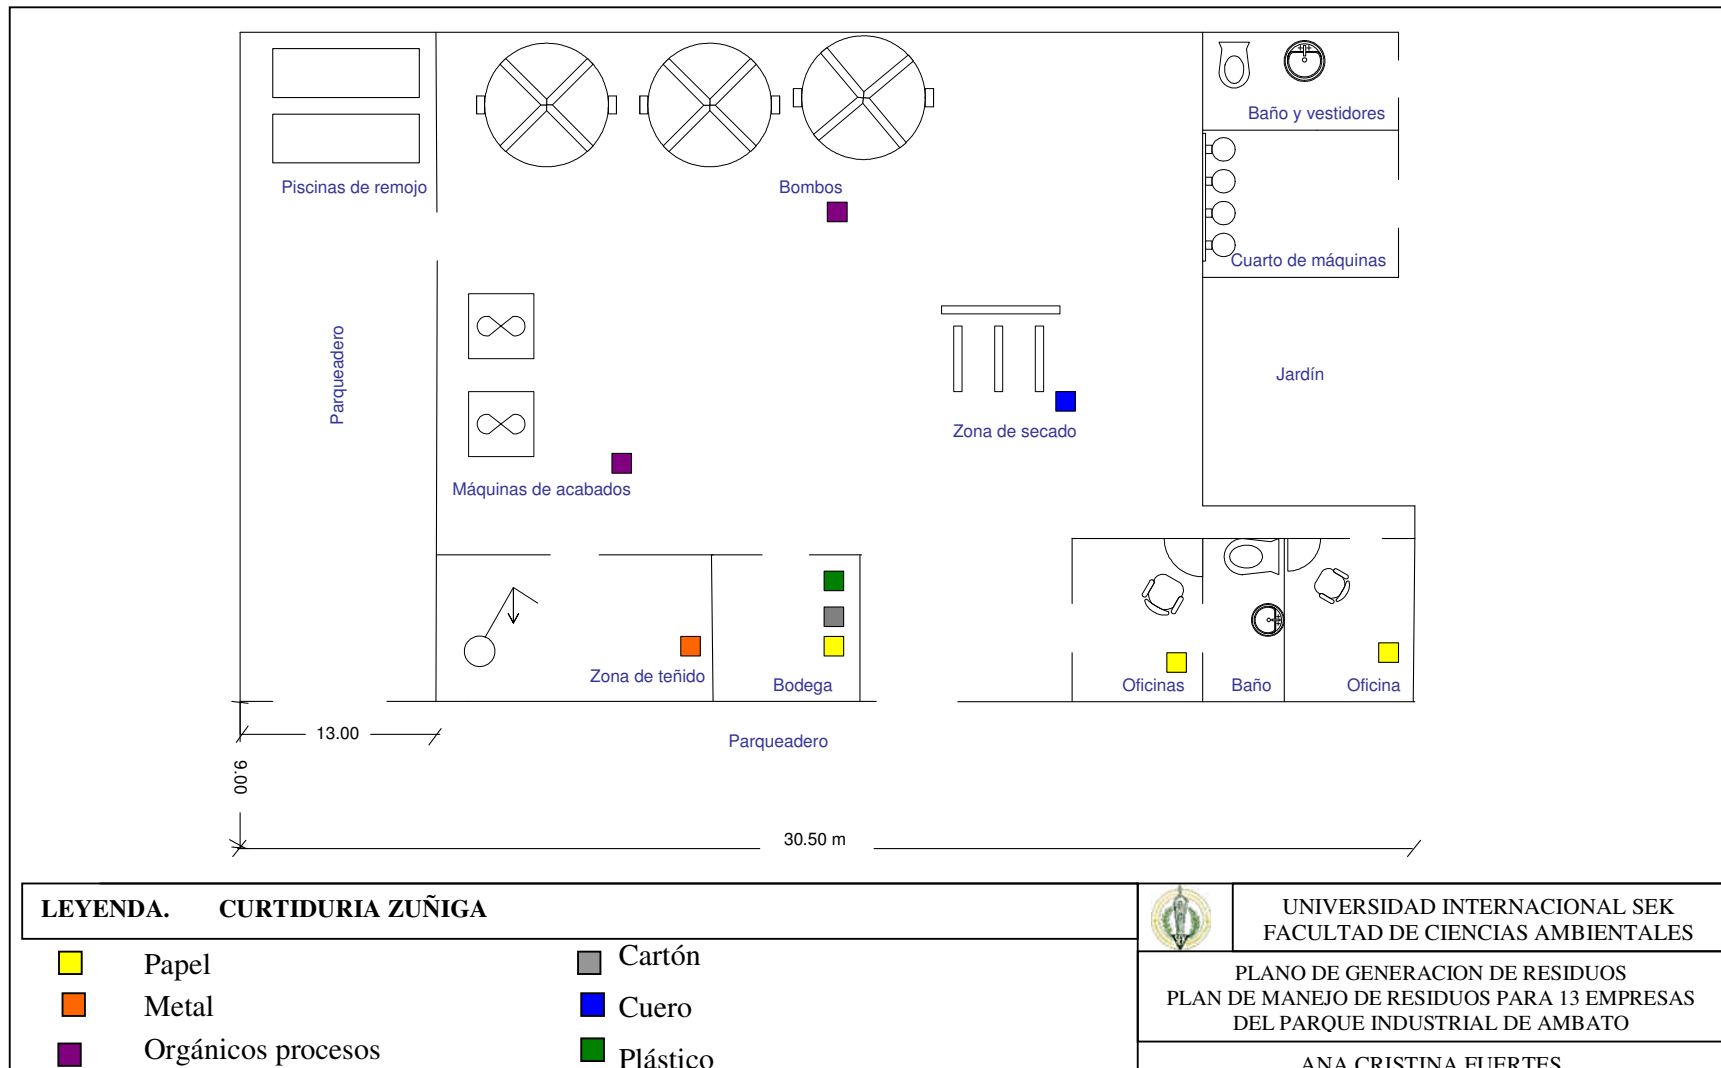 Baño y vestidores
Piscinas de remojo
Bombos
Cuarto de máquinas
Parqueadero
Jardín
Zona de secado
Máquinas de acabados
Zona de teñido
Bodega
Oficinas
Baño
Oficina
13.00
Parqueadero
9.00
30.50 m
LEYENDA. CURTIDURIA ZUÑIGA
Papel
Metal
Orgánicos procesos
Cartón
Cuero
Plástico
UNIVERSIDAD INTERNACIONAL SEK
FACULTAD DE CIENCIAS AMBIENTALES
PLANO DE GENERACION DE RESIDUOS
PLAN DE MANEJO DE RESIDUOS PARA 13 EMPRESAS
DEL PARQUE INDUSTRIAL DE AMBATO
ANA CRISTINA FUERTES